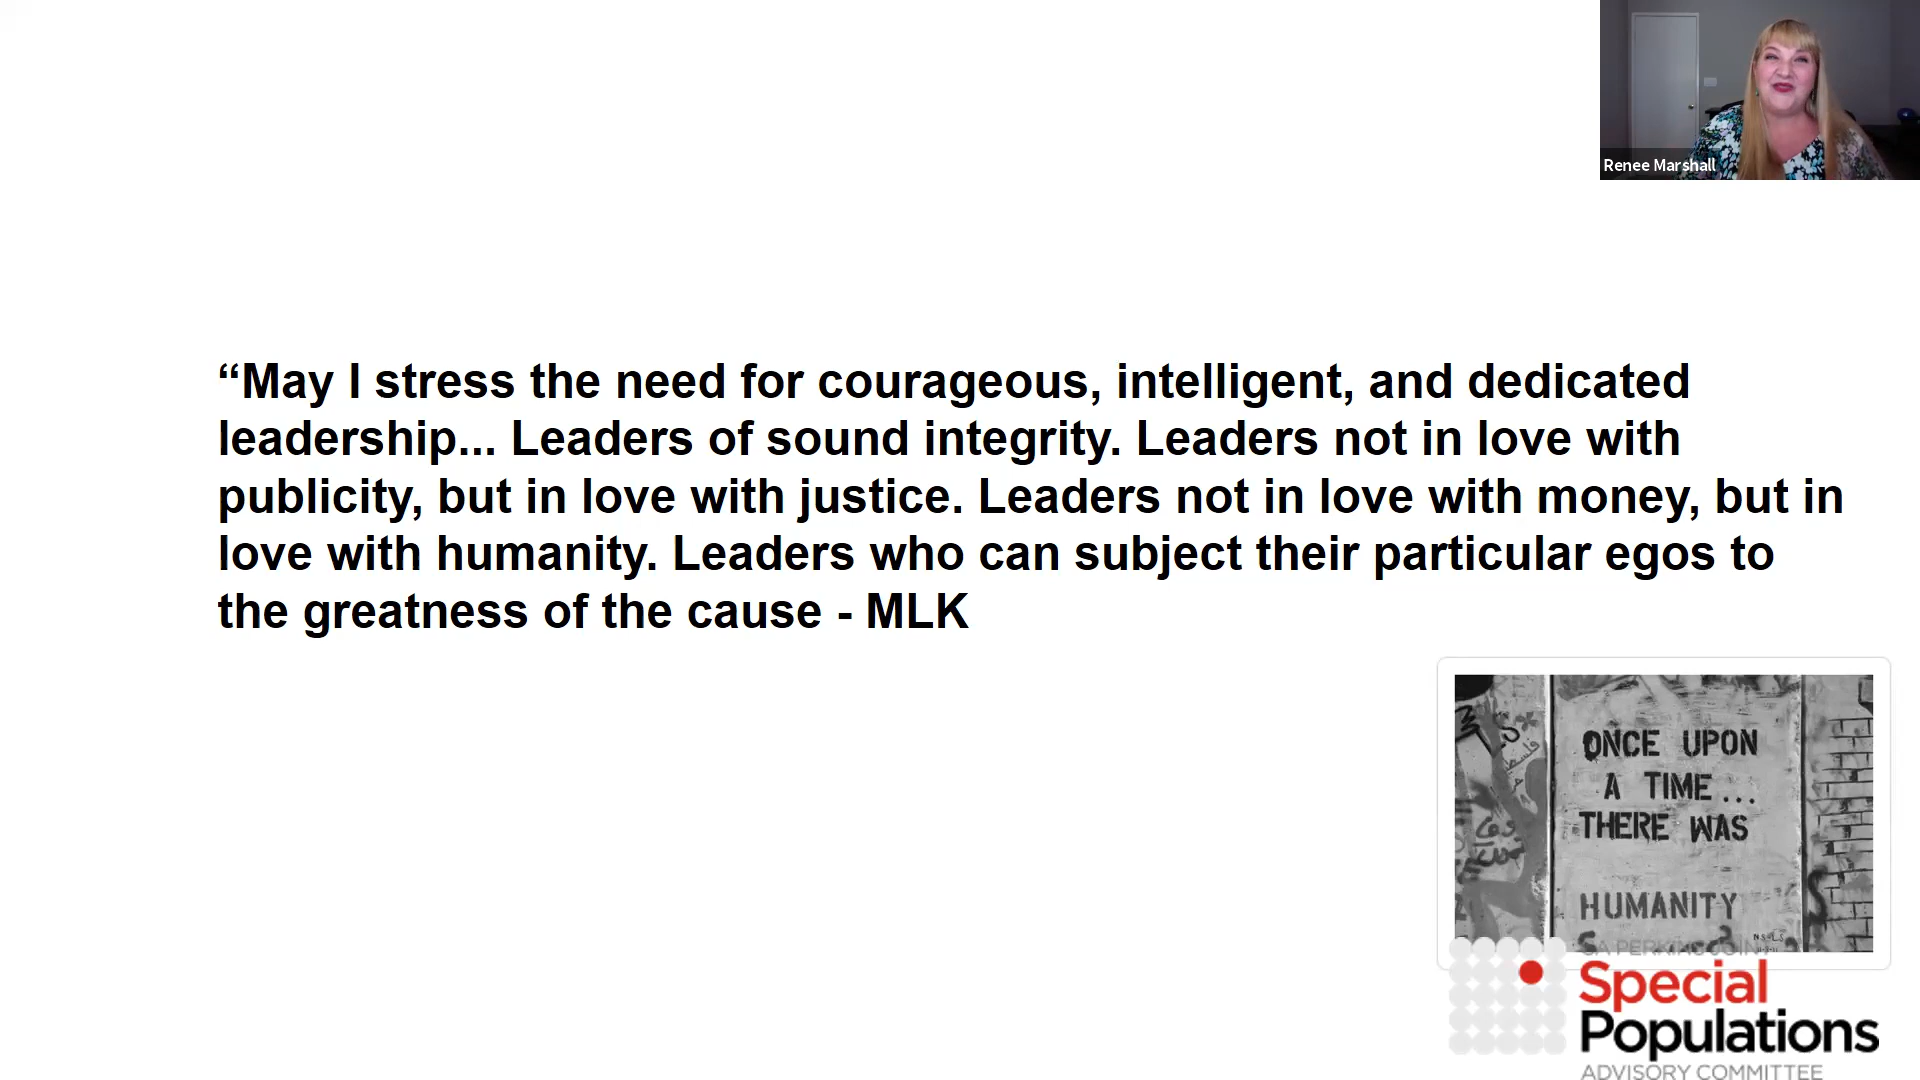 Renee Marshall
“May I stress the need for courageous, intelligent, and dedicated
leadership... Leaders of sound integrity. Leaders not in love with
publicity, but in love with justice. Leaders not in love with money, but in
love with humanity. Leaders who can subject their particular egos to
the greatness of the cause - MLK
ONCE UPON
A TIME...
THERE WAS
HUMANITY
CA PERKINS JOINT
Special
Populations
ADVISORY COMMITTEE